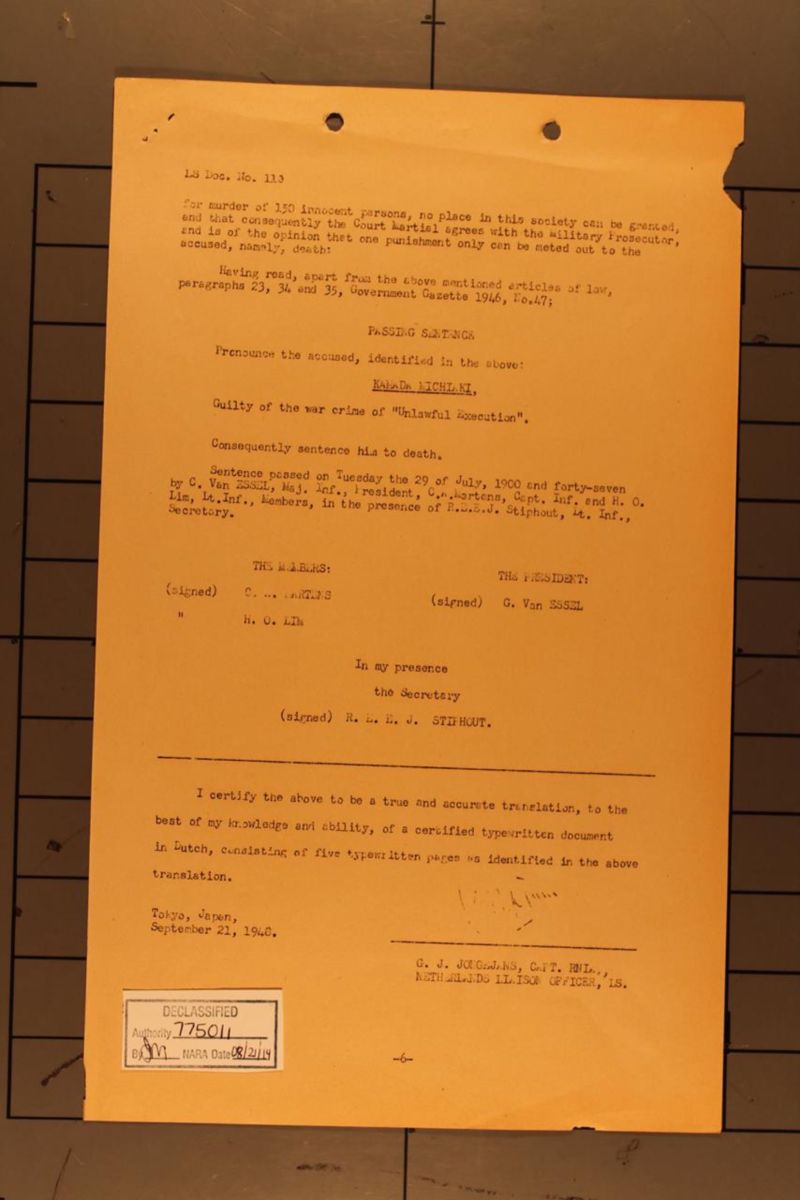 LS Doc. No. 113
for murder of 150 innocent persons, no place in this society can be granted,
and that consequently the Court Martial agrees with the Military Prosecutor,
and is of the opinion that one punishment only can be meted out to the
accused, namely, death:
Having read, apart from the above mentioned articles of law,
paragraphs 23, 34 and 35, Government Gazette 1946, No.47;
PASSING SENTENCE
Pronounce the accused, identified in the above:
Guilty of the war crime of "Unlawful Execution".
Consequently sentence him to death.
Sentence passed on Tuesday the 29 of July, 1900 and forty-seven
by C. Van ESSEL, Maj. Inf., President, Martens, Capt. Inf. and H. O.
Lim, Lt.Inf., Members, in the presence of Stiphout, Lt. Inf.,
Secretary.
THE MEMBERS:
THE PRESIDENT:
(signed) C.
(signed) G. Van ESSEL
" H. O. LIM
In my presence
the Secretary
(signed) R. E. E. J. STIPHOUT.
I certify the above to be a true and accurate translation, to the
best of my knowledge and ability, of a certified typewritten document
in Dutch, consisting of five typewritten pages as identified in the above
translation.
Tokyo, Japan,
September 21, 194
G. J. CAPT.
NETHERLANDS LIAISON OFFICER, LS.
DECLASSIFIED
Authority 775011
By JM NARA Date 08/21/14
-6-